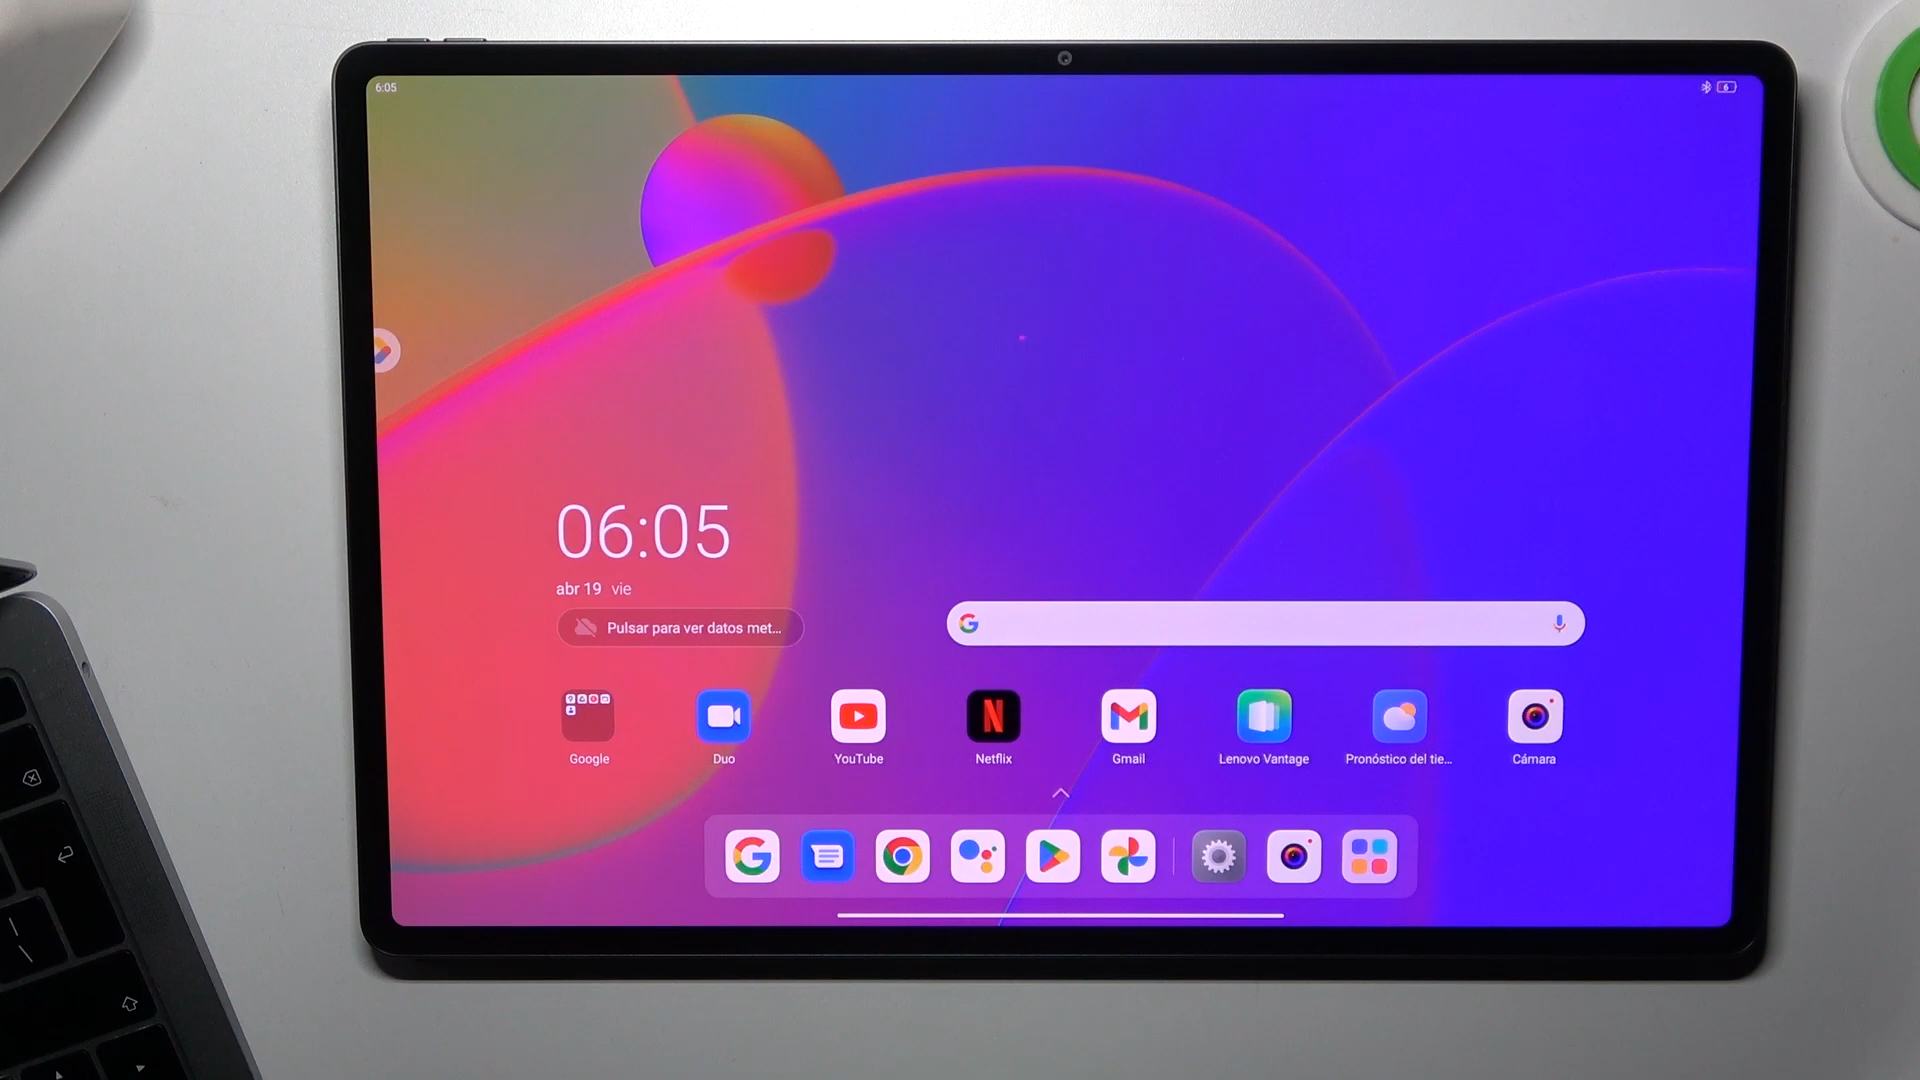 6:05
6
06:05
abr 19 vie
Pulsar para ver datos met...
Google
Duo
YouTube
Netflix
Gmail
Lenovo Vantage
Pronóstico del tie...
Cámara